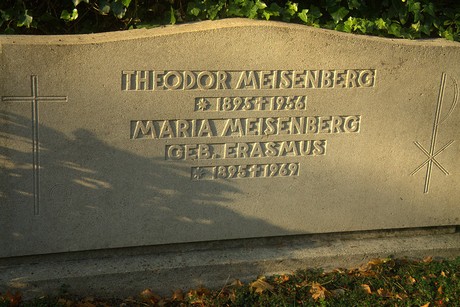 THEODOR MEISENBERG
* 1895 + 1956
MARIA MEISENBERG
GEB. ERASMUS
* 1895 + 1969